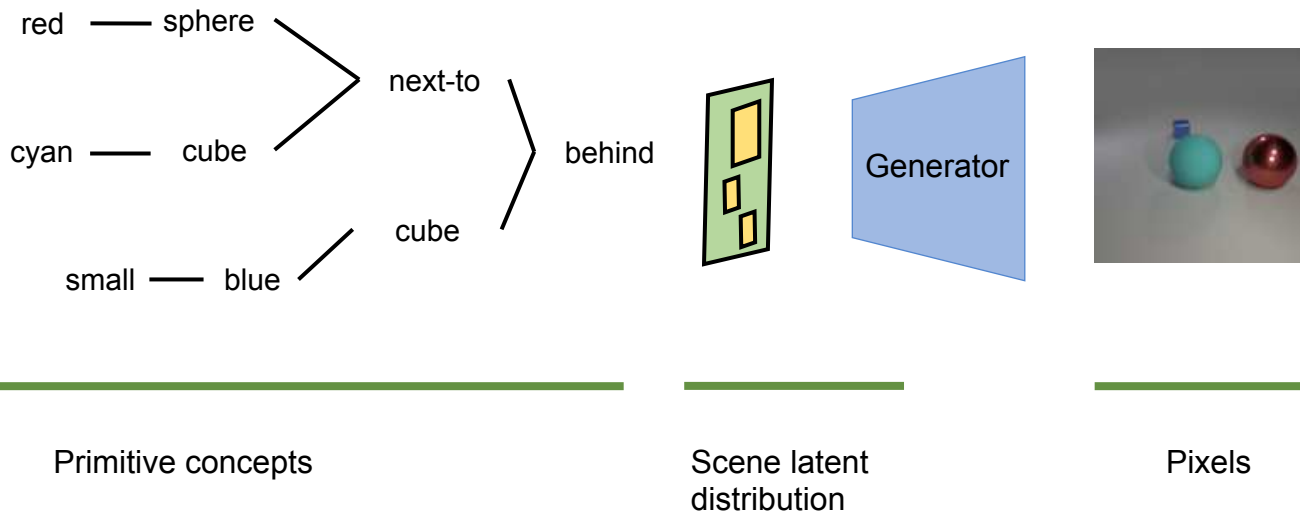 red sphere
next-to
cyan cube
behind
Generator
cube
small blue
Primitive concepts
Scene latent
distribution
Pixels